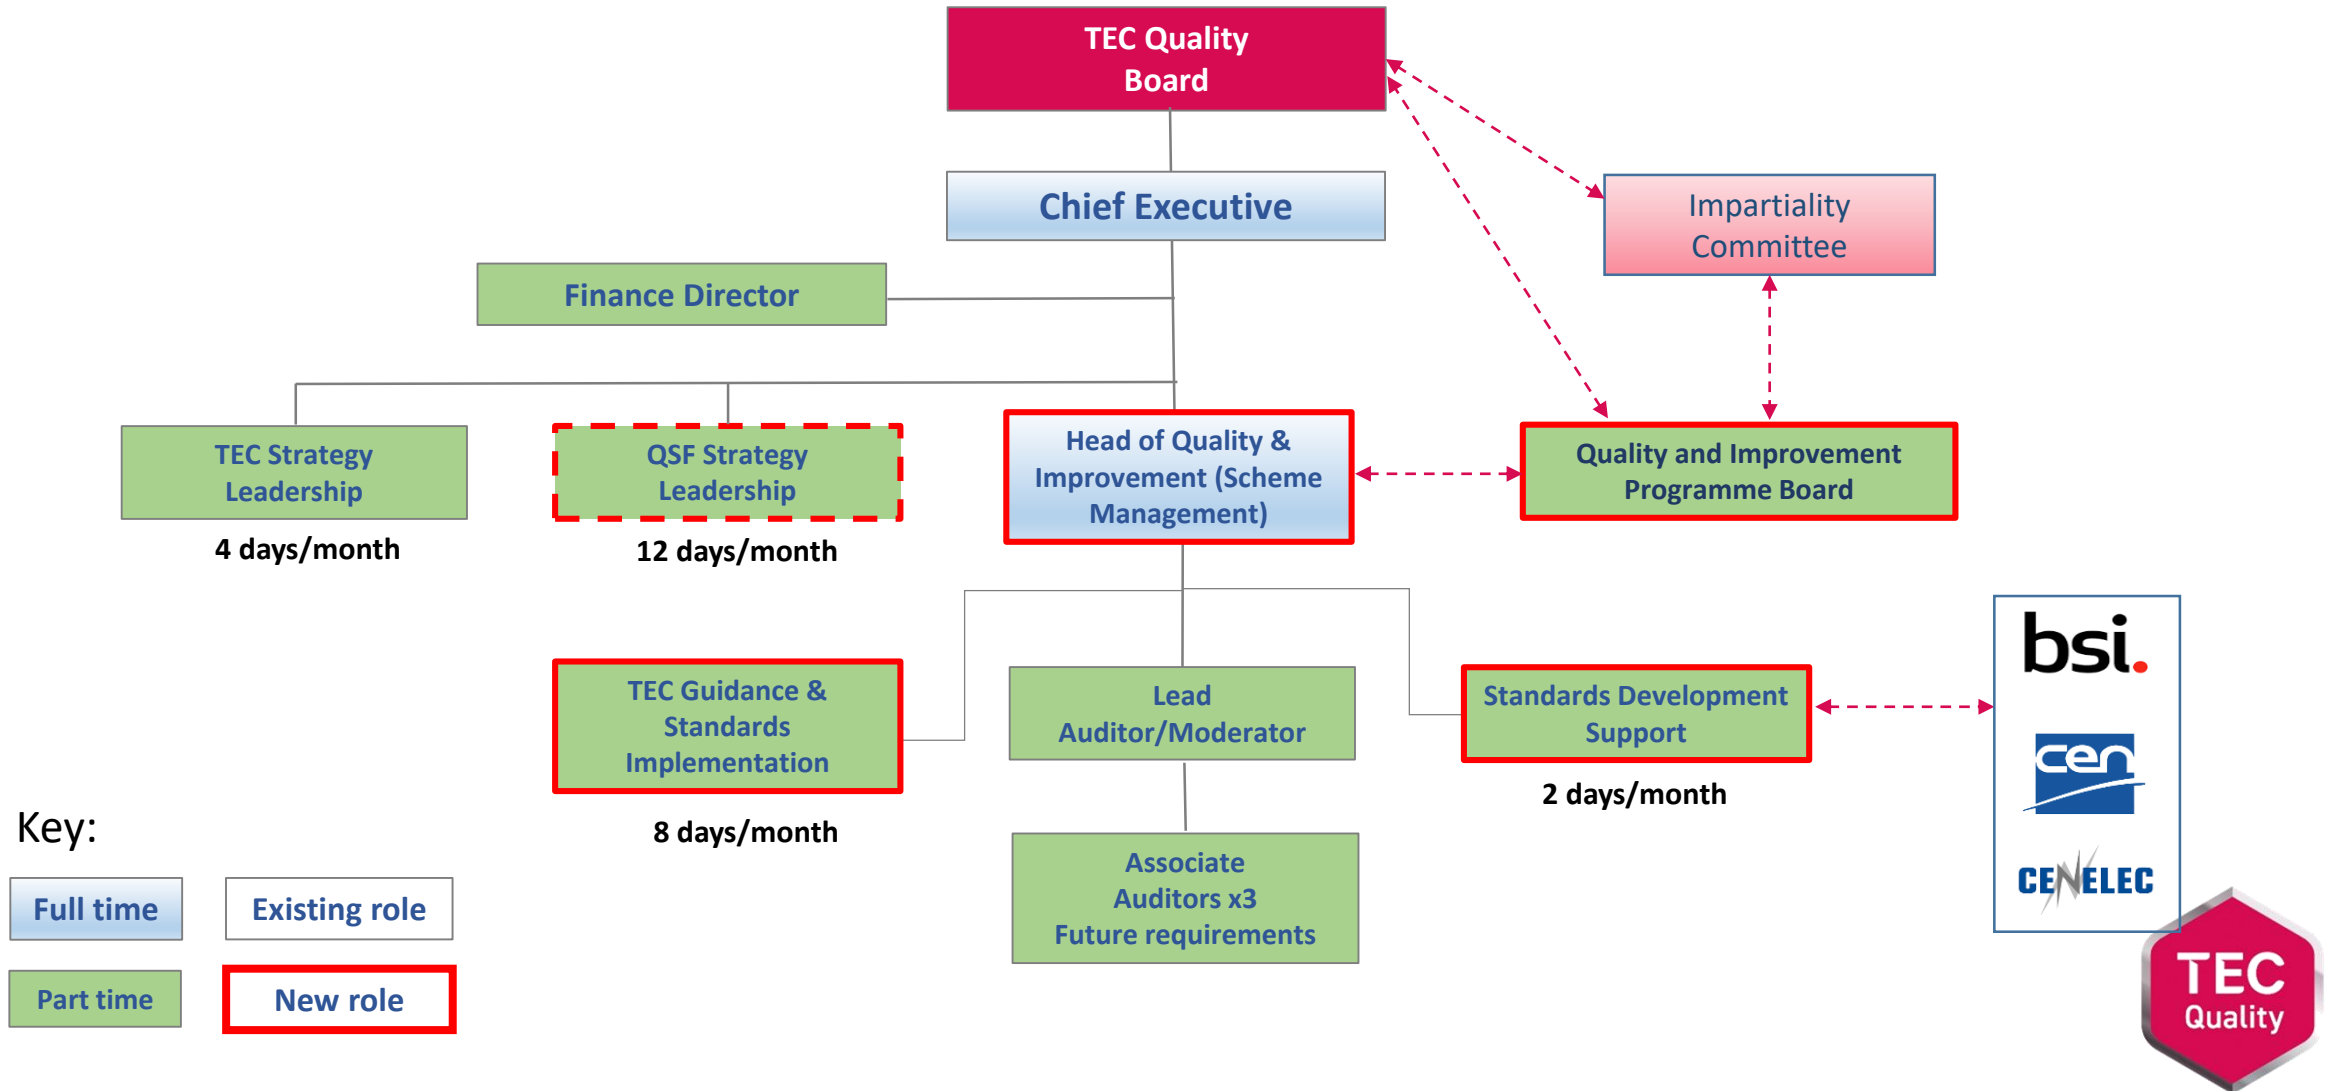 TEC Quality
Board
Chief Executive
Impartiality
Committee
Finance Director
TEC Strategy
Leadership
4 days/month
QSF Strategy
Leadership
12 days/month
Head of Quality &
Improvement (Scheme
Management)
Quality and Improvement
Programme Board
TEC Guidance &
Standards
Implementation
8 days/month
Lead
Auditor/Moderator
Standards Development
Support
2 days/month
Associate
Auditors x3
Future requirements
bsi.
cen
CENELEC
Key:
Full time
Existing role
Part time
New role
TEC
Quality